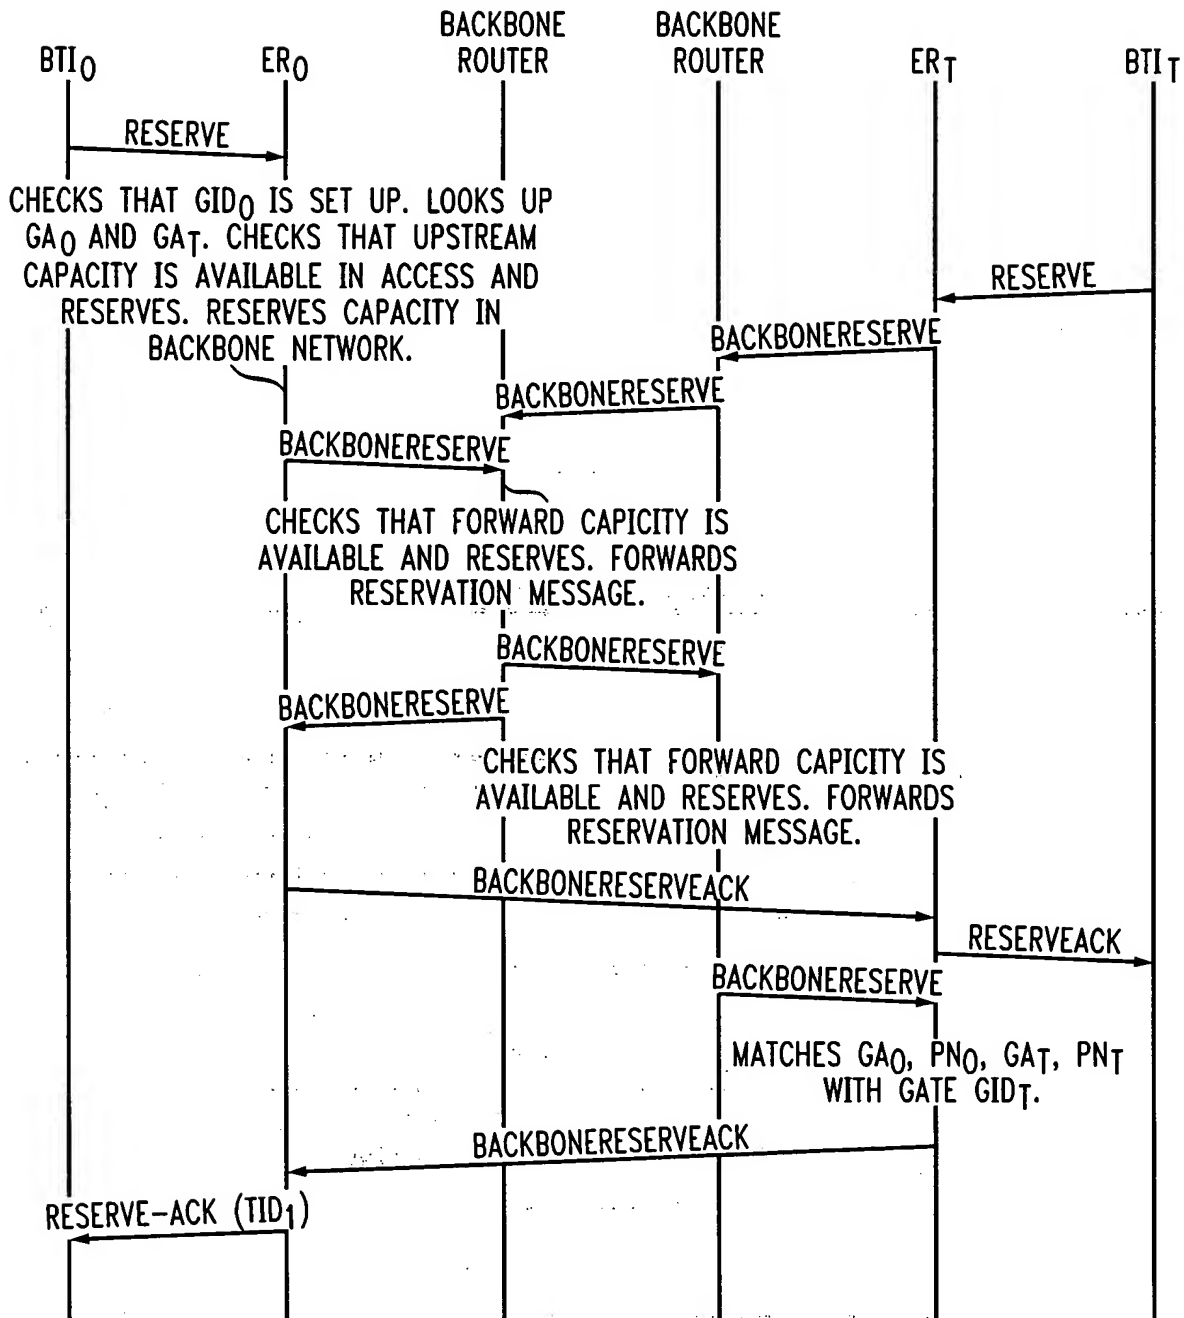 BACKBONE ROUTER
BACKBONE ROUTER
BTIO
ERO
ERT
BTIT
RESERVE
CHECKS THAT GIDO IS SET UP. LOOKS UP
GAO AND GAT. CHECKS THAT UPSTREAM
CAPACITY IS AVAILABLE IN ACCESS AND
RESERVES. RESERVES CAPACITY IN
BACKBONE NETWORK.
RESERVE
BACKBONERESERVE
BACKBONERESERVE
BACKBONERESERVE
CHECKS THAT FORWARD CAPICITY IS
AVAILABLE AND RESERVES. FORWARDS
RESERVATION MESSAGE.
BACKBONERESERVE
BACKBONERESERVE
CHECKS THAT FORWARD CAPICITY IS
AVAILABLE AND RESERVES. FORWARDS
RESERVATION MESSAGE.
BACKBONERESERVEACK
RESERVEACK
BACKBONERESERVE
MATCHES GAO, PNO, GAT, PNT
WITH GATE GIDT.
BACKBONERESERVEACK
RESERVE-ACK (TID1)